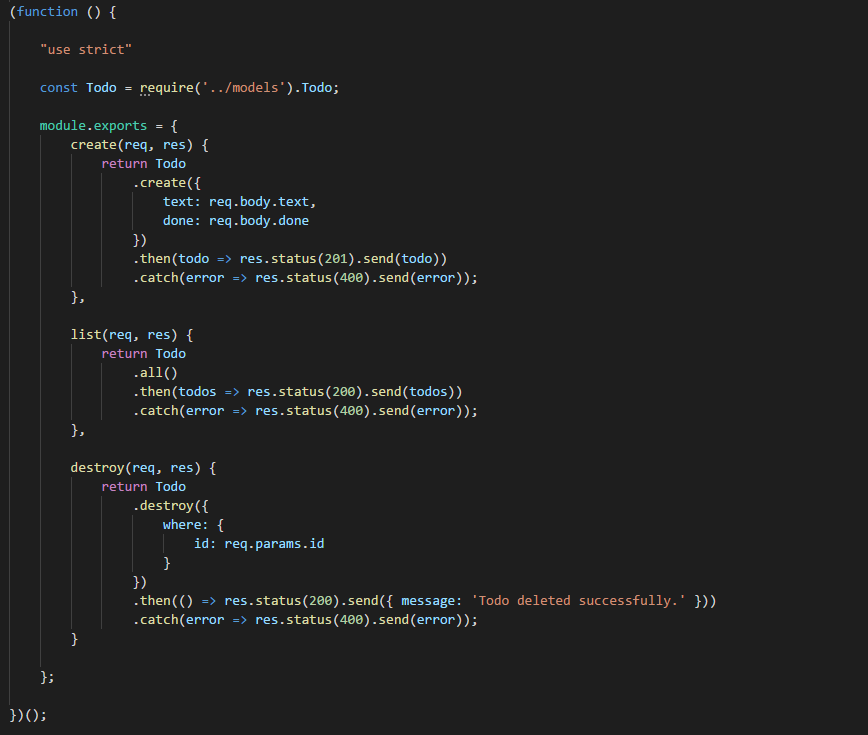 (function () {
"use strict"
const Todo = require('../models').Todo;
module.exports = {
create(req, res) {
return Todo
.create({
text: req.body.text,
done: req.body.done
})
.then(todo => res.status(201).send(todo))
.catch(error => res.status(400).send(error));
},
list(req, res) {
return Todo
.all()
.then(todos => res.status(200).send(todos))
.catch(error => res.status(400).send(error));
},
destroy(req, res) {
return Todo
.destroy({
where: {
id: req.params.id
}
})
.then(() => res.status(200).send({ message: 'Todo deleted successfully.' }))
.catch(error => res.status(400).send(error));
}
};
})();